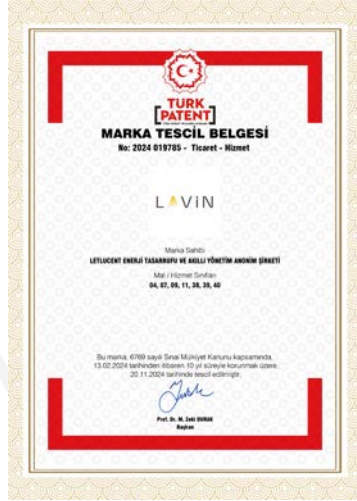 TÜRK
PATENT
MARKA TESCİL BELGESİ
No: 2024 019785 - Ticaret - Hizmet
LAViN
Marka Sahibi
LETLUCENT ENERJİ TASARRUFU VE AKILLI YÖNETİM ANONİM ŞİRKETİ
Mal / Hizmet Sınıfları
04, 07, 09, 11, 38, 39, 40
Bu marka, 6769 sayılı Sınai Mülkiyet Kanunu kapsamında,
13.02.2024 tarihinden itibaren 10 yıl süreyle korunmak üzere,
20.11.2024 tarihinde tescil edilmiştir.
Prof. Dr. M. Zeki DURAK
Başkan